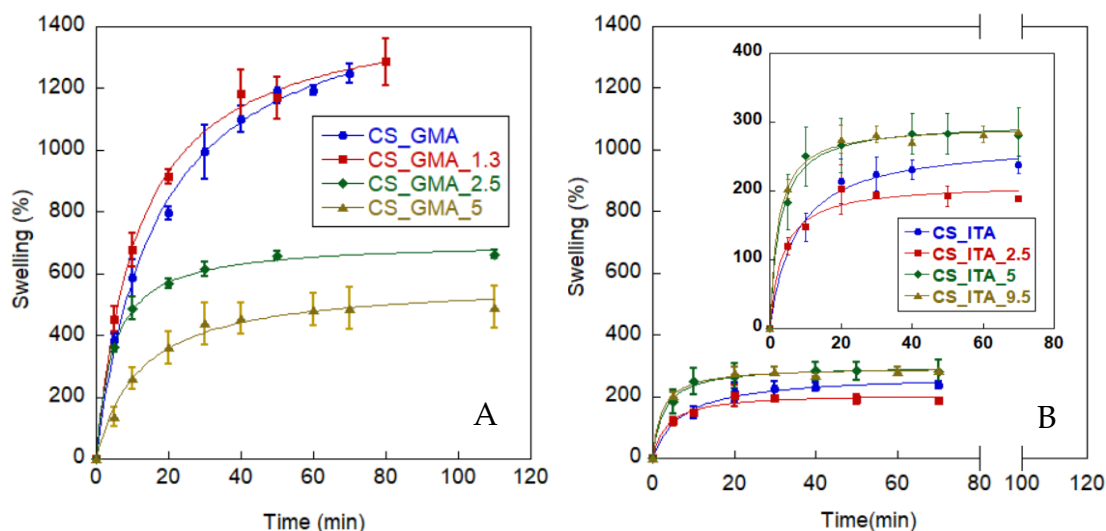 1400
1200
1000
800
600
400
200
0
Swelling (%)
CS_GMA
CS_GMA_1.3
CS_GMA_2.5
CS_GMA_5
A
0 20 40 60 80 100 120
Time (min)
1400
1200
1000
800
600
400
200
0
Swelling (%)
400
300
200
100
0
CS_ITA
CS_ITA_2.5
CS_ITA_5
CS_ITA_9.5
0 20 40 60 80
B
0 20 40 60 80 100 120
Time(min)